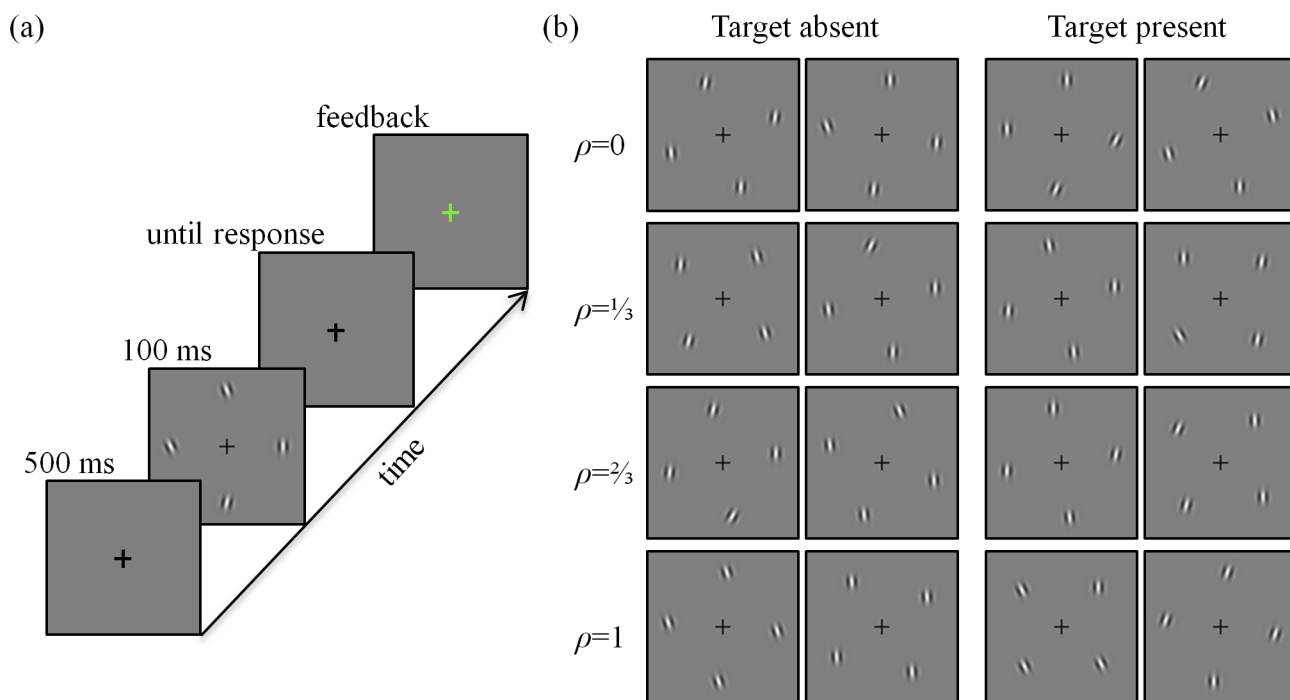 (a)
feedback
until response
100 ms
500 ms
time
(b)
Target absent
Target present
ρ=0
ρ=⅓
ρ=⅔
ρ=1